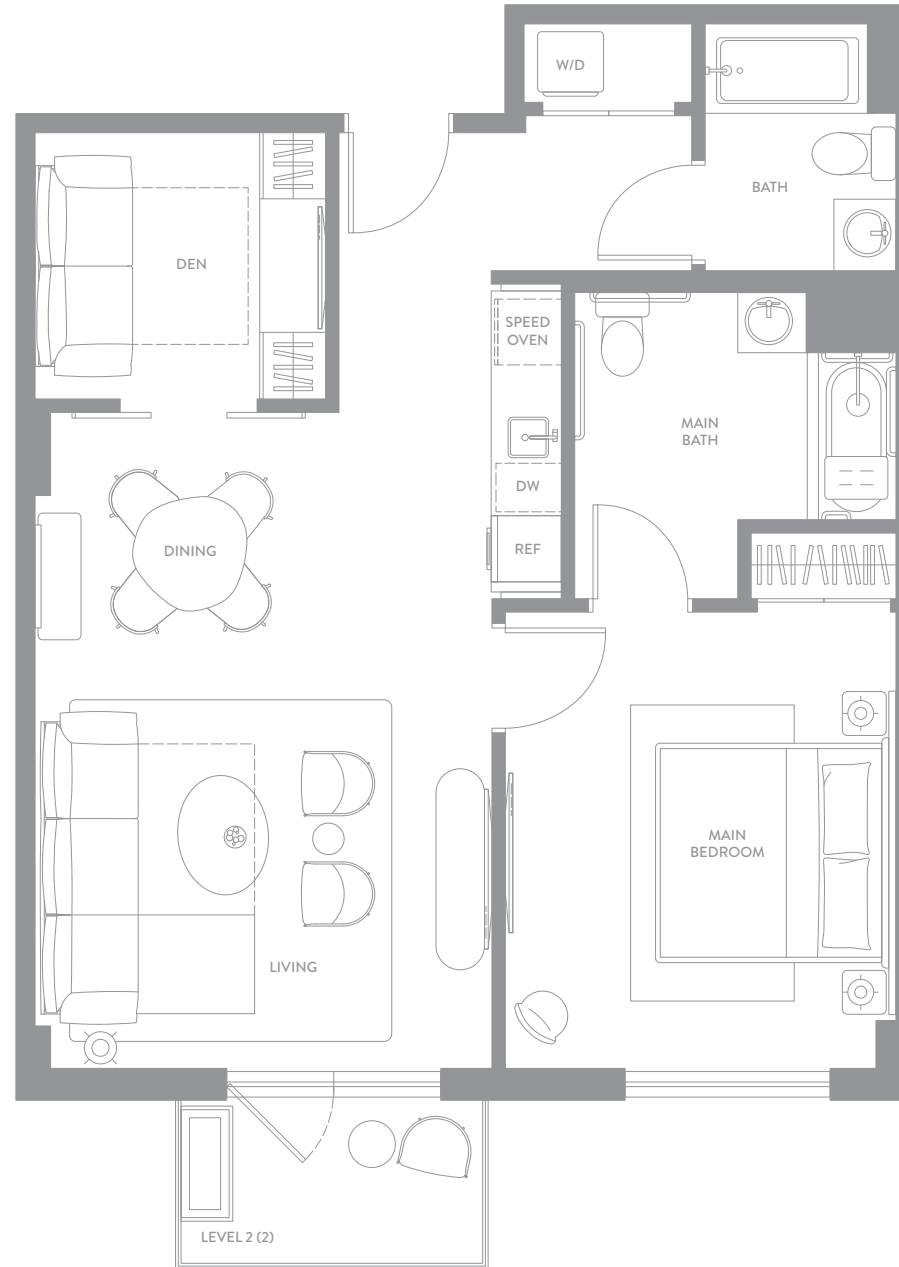 W/D
BATH
DEN
SPEED
OVEN
MAIN
BATH
DW
DINING
REF
MAIN
BEDROOM
LIVING
LEVEL 2 (2)